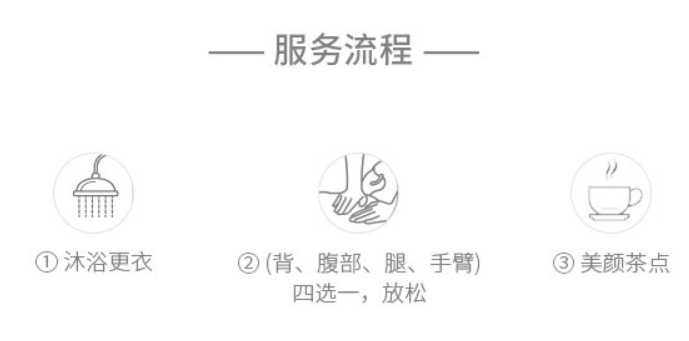 服务流程
① 沐浴更衣
② (背、腹部、腿、手臂)
四选一，放松
③ 美颜茶点